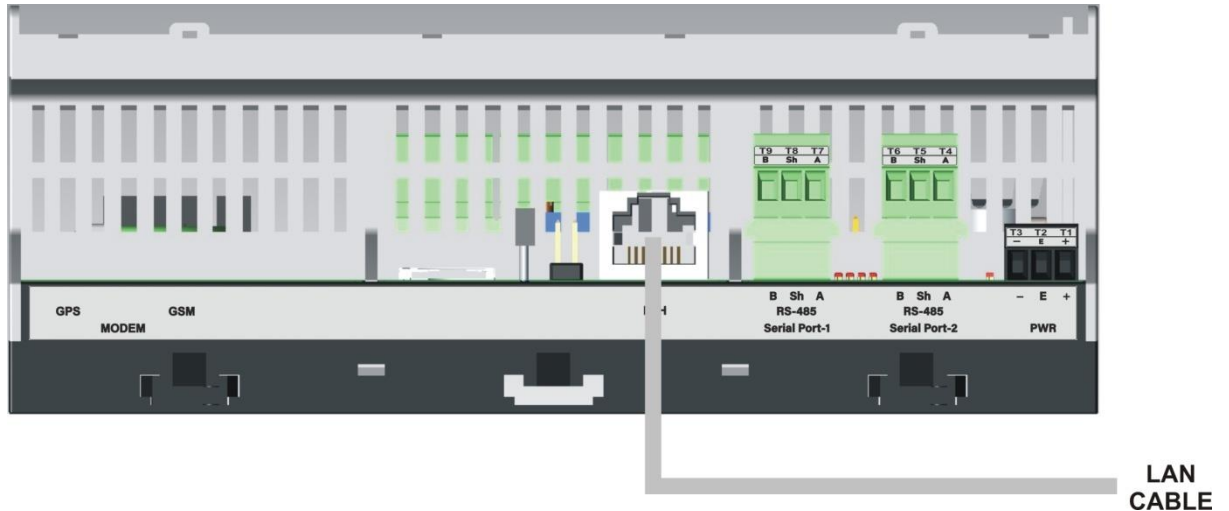 T9 T8 T7
B Sh A
T6 T5 T4
B Sh A
T3 T2 T1
– E +
B Sh A
RS-485
Serial Port-1
B Sh A
RS-485
Serial Port-2
– E +
PWR
GPS
GSM
MODEM
LAN
CABLE